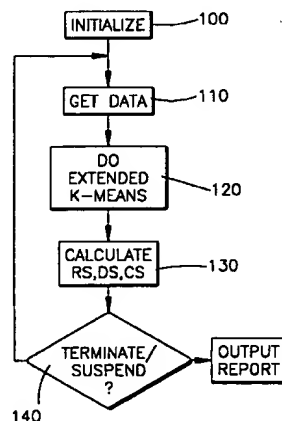 INITIALIZE
100
GET DATA
110
DO
EXTENDED
K-MEANS
120
CALCULATE
RS,DS,CS
130
TERMINATE/
SUSPEND
?
140
OUTPUT
REPORT